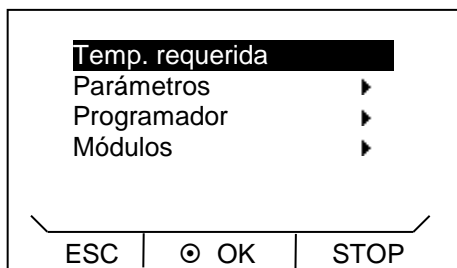 Temp. requerida
Parámetros
Programador
Módulos
ESC OK STOP